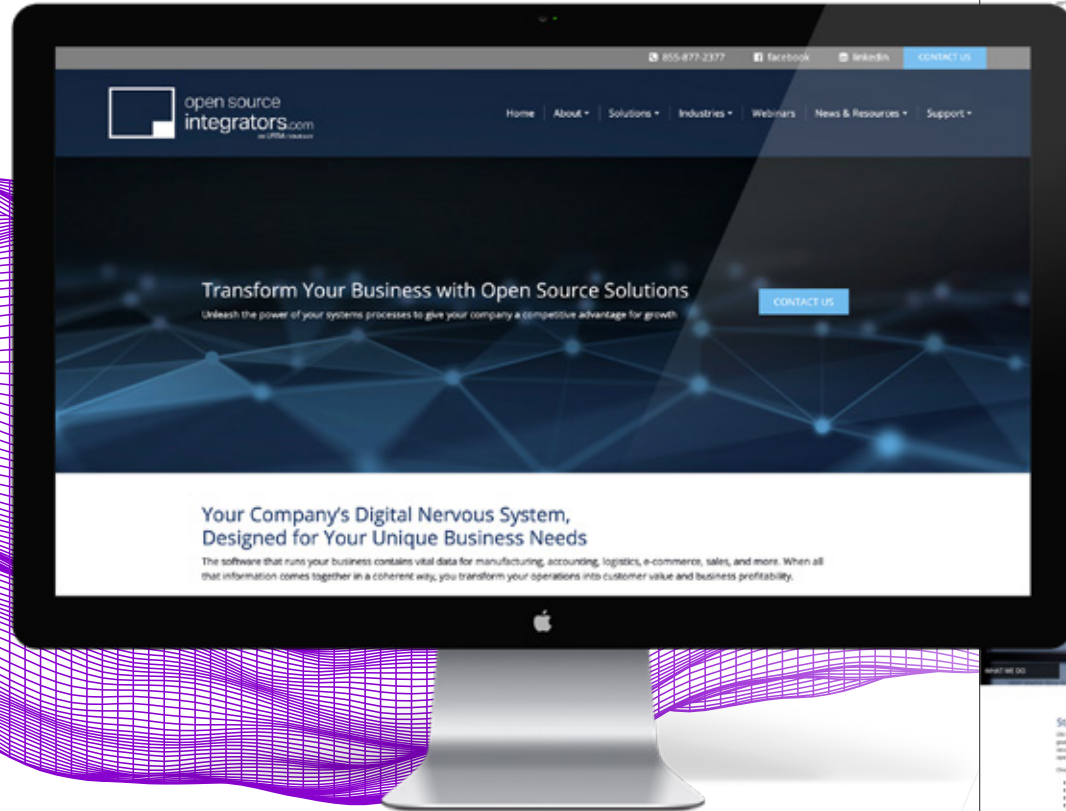 855-877-2377 facebook linkedin CONTACT US
open source
integrators.com
Home About Solutions Industries Webinars News & Resources Support
Transform Your Business with Open Source Solutions
Unleash the power of your systems processes to give your company a competitive advantage for growth
CONTACT US
Your Company's Digital Nervous System,
Designed for Your Unique Business Needs
The software that runs your business contains vital data for manufacturing, accounting, logistics, e-commerce, sales, and more. When all
that information comes together in a coherent way, you transform your operations into customer value and business profitability.
WHAT WE DO